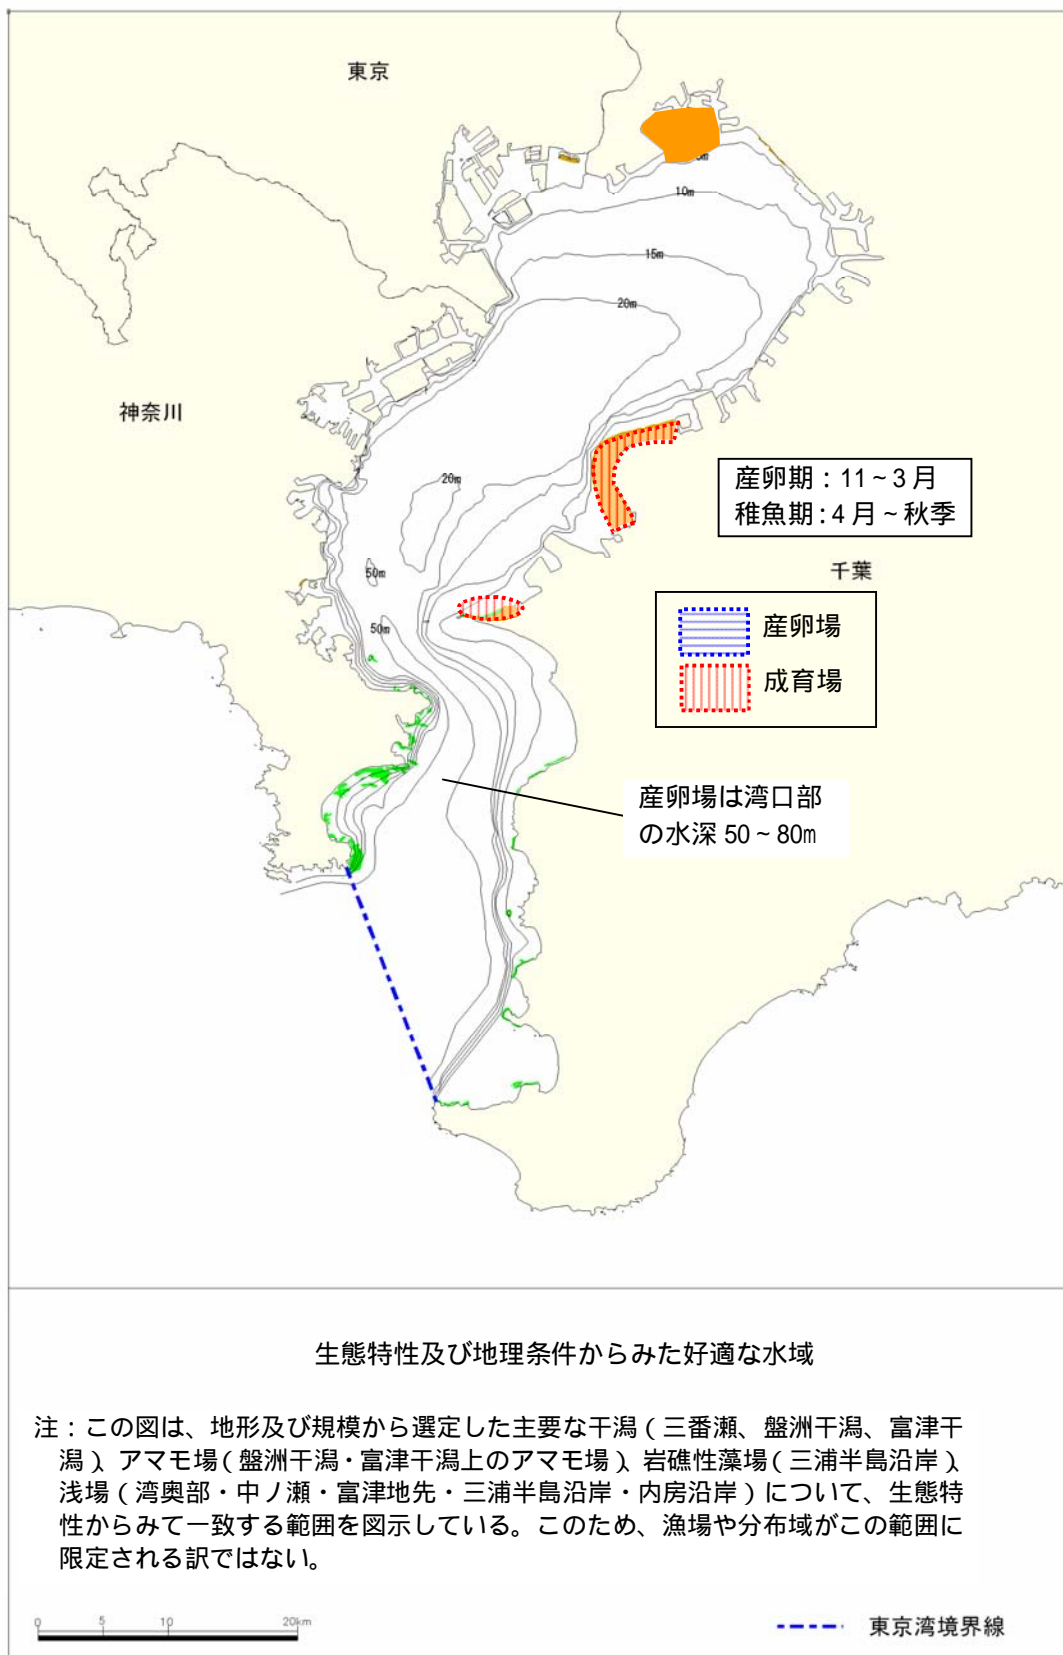 東京
10m
15m
20m
神奈川
20m
産卵期：11～3月
稚魚期：4月～秋季
50m
千葉
産卵場
50m
成育場
産卵場は湾口部
の水深 50～80m
生態特性及び地理条件からみた好適な水域
注：この図は、地形及び規模から選定した主要な干潟（三番瀬、盤洲干潟、富津干
潟）、アマモ場（盤洲干潟・富津干潟上のアマモ場）、岩礁性藻場（三浦半島沿岸）、
浅場（湾奥部・中ノ瀬・富津地先・三浦半島沿岸・内房沿岸）について、生態特
性からみて一致する範囲を図示している。このため、漁場や分布域がこの範囲に
限定される訳ではない。
0 5 10 20km
東京湾境界線